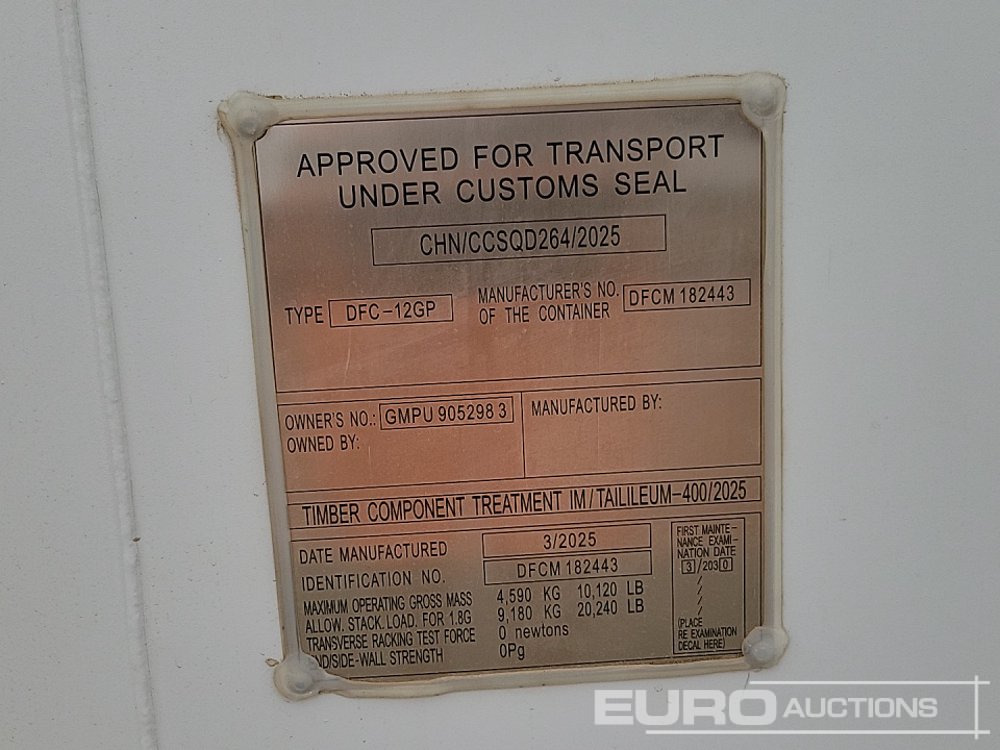 APPROVED FOR TRANSPORT
UNDER CUSTOMS SEAL
CHN/CCSQD264/2025
TYPE DFC-12GP
MANUFACTURER'S NO.
OF THE CONTAINER
DFCM 182443
OWNER'S NO.: GMPU 905298 3
OWNED BY:
MANUFACTURED BY:
TIMBER COMPONENT TREATMENT IM/TAILILEUM-400/2025
DATE MANUFACTURED 3/2025
IDENTIFICATION NO. DFCM 182443
MAXIMUM OPERATING GROSS MASS 4,590 KG 10,120 LB
ALLOW. STACK. LOAD. FOR 1.8G 9,180 KG 20,240 LB
TRANSVERSE RACKING TEST FORCE 0 newtons
END/SIDE-WALL STRENGTH 0Pg
FIRST MAINTE-
NANCE EXAMI-
NATION DATE
3 /2030
/
/
/
/
(PLACE
RE EXAMINATION
DECAL HERE)
EURO AUCTIONS